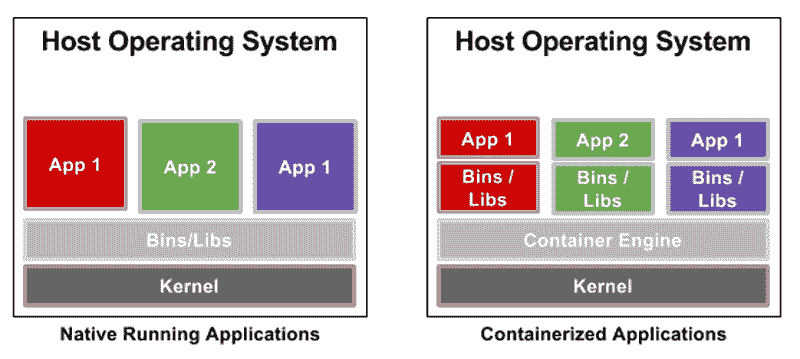 Host Operating System
App 1
App 2
App 1
Bins/Libs
Kernel
Native Running Applications
Host Operating System
App 1
App 2
App 1
Bins /
Libs
Bins /
Libs
Bins /
Libs
Container Engine
Kernel
Containerized Applications